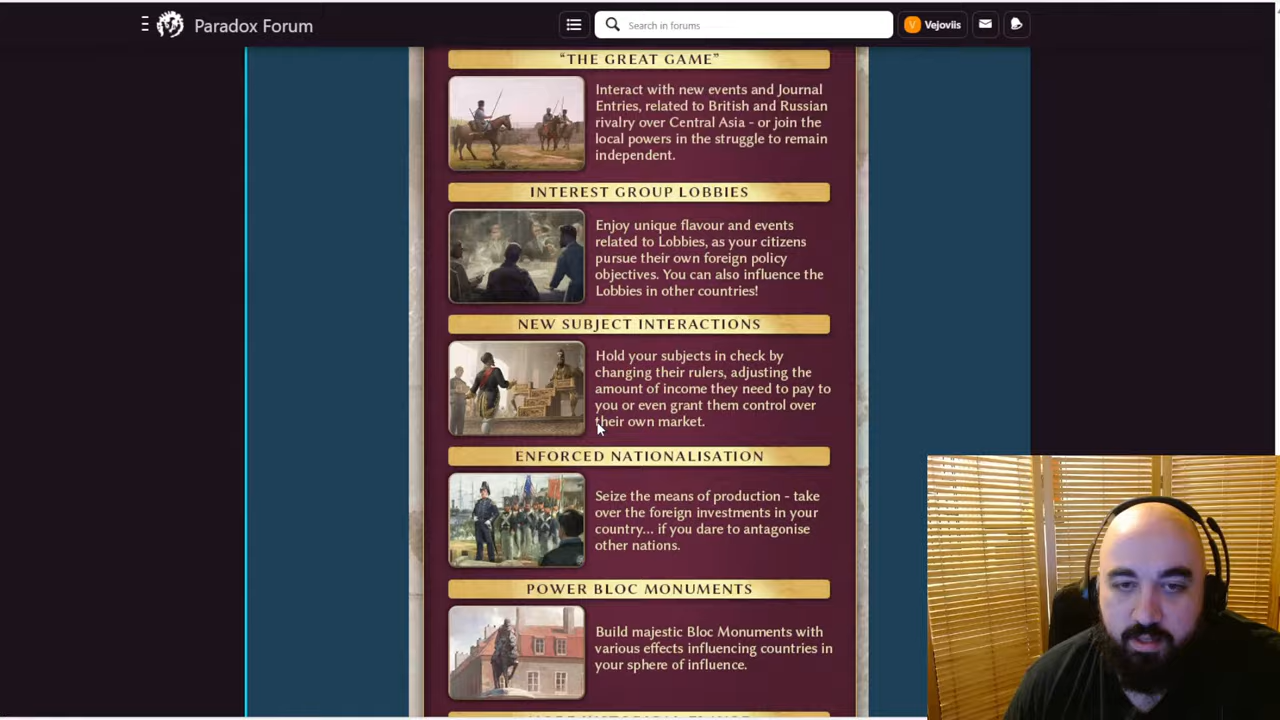 Paradox Forum
Search in forums
V Vejoviis
"THE GREAT GAME"
Interact with new events and Journal
Entries, related to British and Russian
rivalry over Central Asia - or join the
local powers in the struggle to remain
independent.
INTEREST GROUP LOBBIES
Enjoy unique flavour and events
related to Lobbies, as your citizens
pursue their own foreign policy
objectives. You can also influence the
Lobbies in other countries!
NEW SUBJECT INTERACTIONS
Hold your subjects in check by
changing their rulers, adjusting the
amount of income they need to pay to
you or even grant them control over
their own market.
ENFORCED NATIONALISATION
Seize the means of production - take
over the foreign investments in your
country... if you dare to antagonise
other nations.
POWER BLOC MONUMENTS
Build majestic Bloc Monuments with
various effects influencing countries in
your sphere of influence.